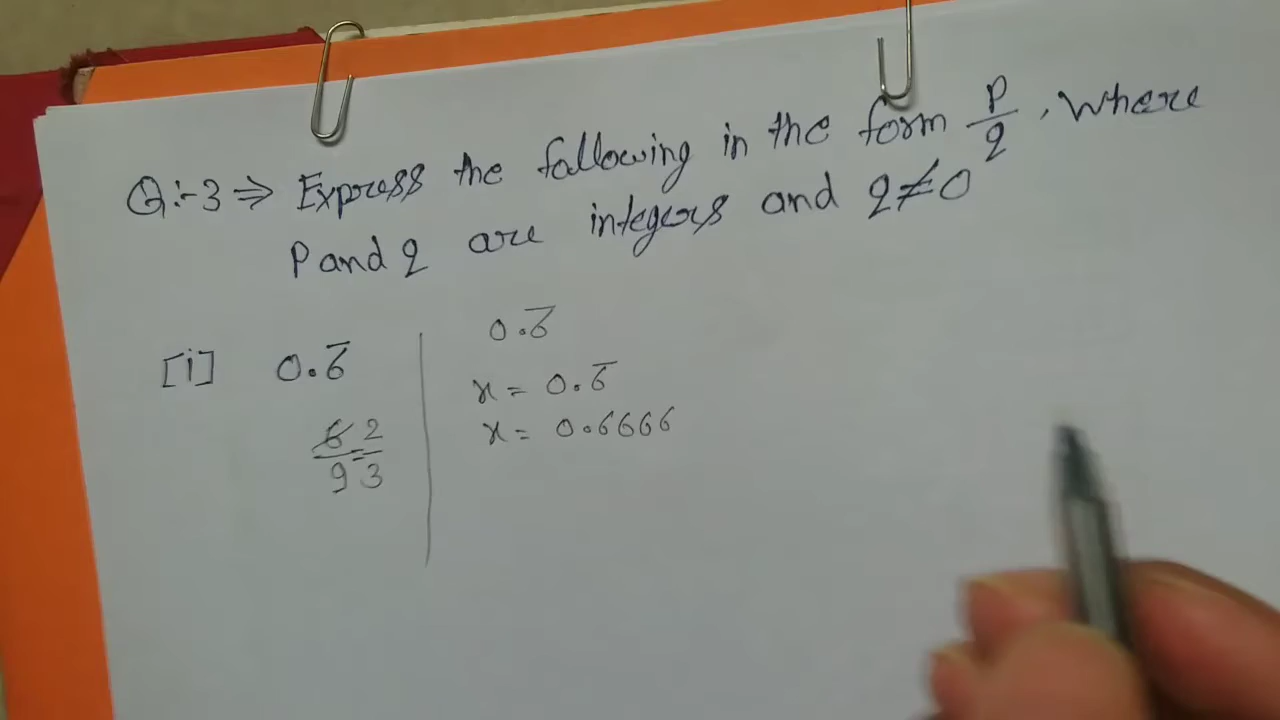 Q:-3 ⇒ Express the following in the form P/q, where
P and q are integers and q≠0
[i] 0.6̅
6/9 = 2/3
0.6̅
x = 0.6̅
x = 0.6666